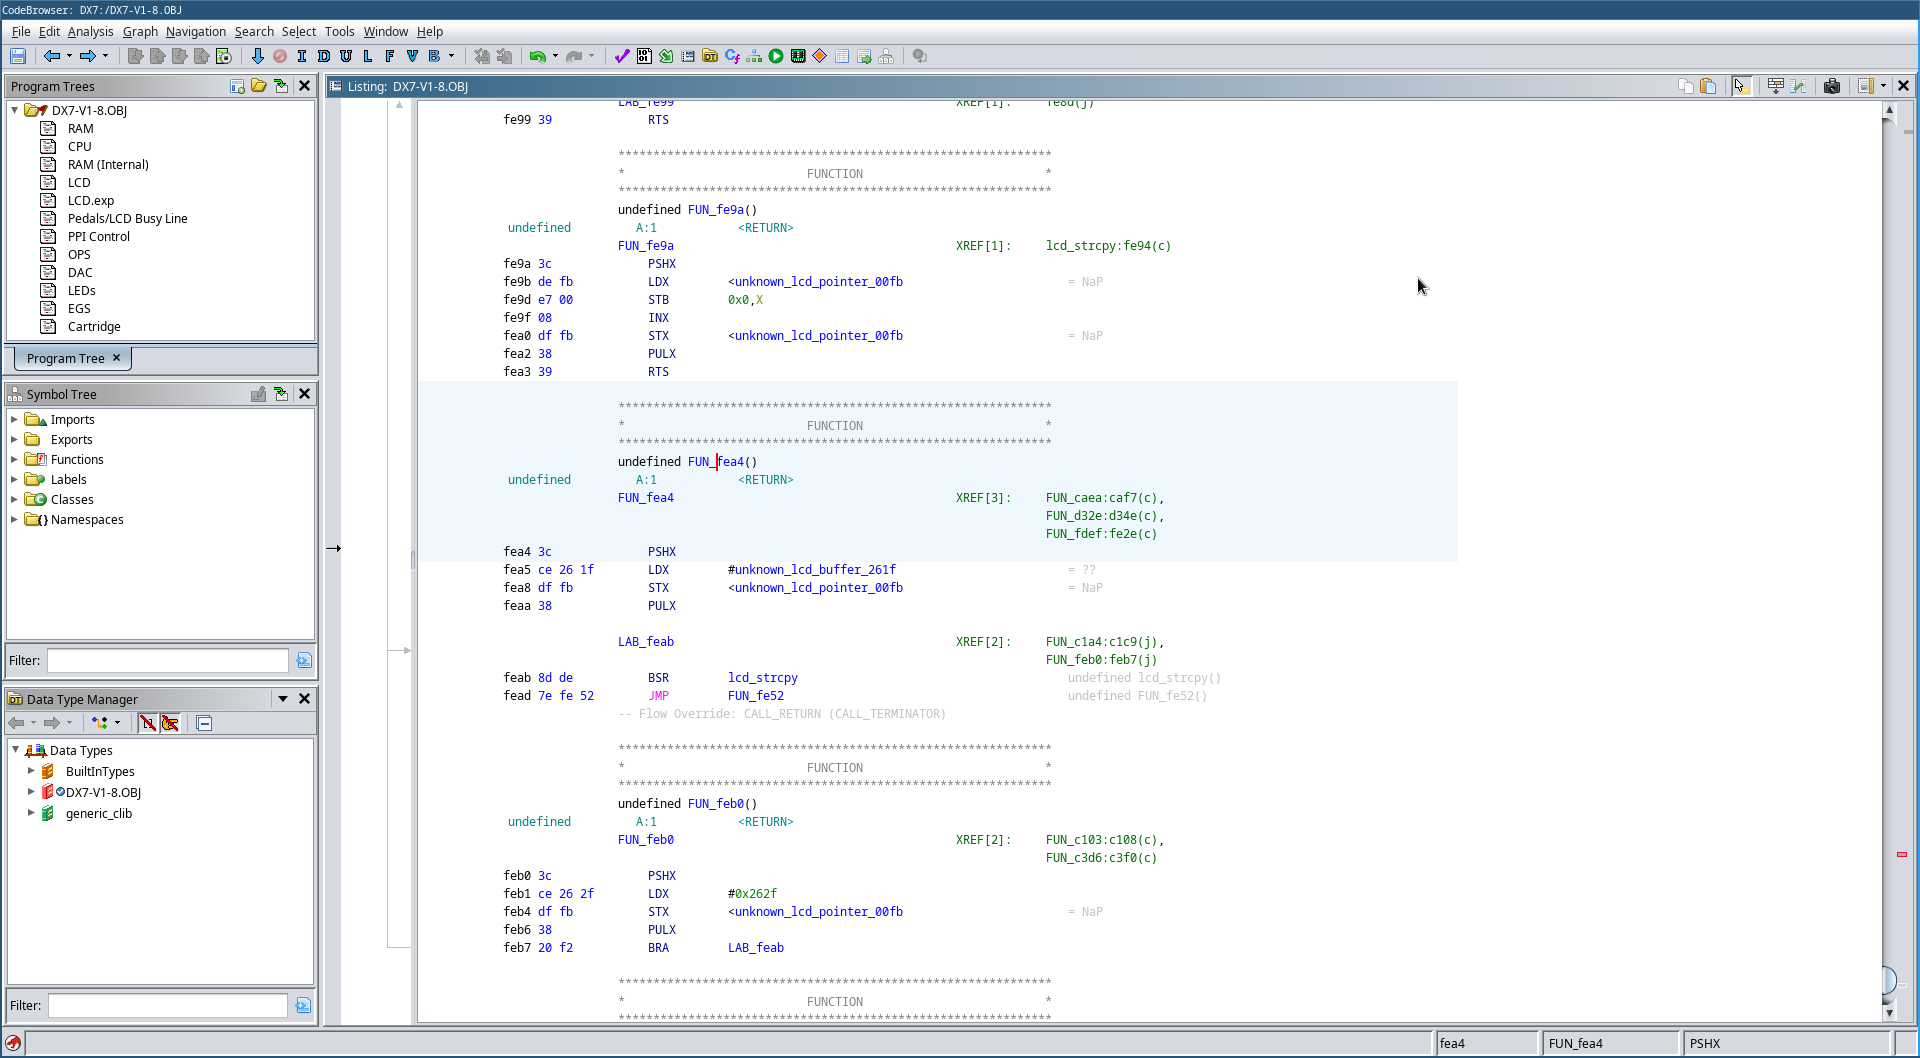 CodeBrowser: DX7:/DX7-V1-8.OBJ
File Edit Analysis Graph Navigation Search Select Tools Window Help
I D U L F V B
Program Trees
DX7-V1-8.OBJ
RAM
CPU
RAM (Internal)
LCD
LCD.exp
Pedals/LCD Busy Line
PPI Control
OPS
DAC
LEDs
EGS
Cartridge
Program Tree ×
Symbol Tree
Imports
Exports
Functions
Labels
Classes
Namespaces
Filter:
Data Type Manager
Data Types
BuiltInTypes
DX7-V1-8.OBJ
generic_clib
Filter:
Listing: DX7-V1-8.OBJ
LAB_fe99 XREF[1]: fe8d(j)
fe99 39 RTS
**************************************************************
* FUNCTION *
**************************************************************
undefined FUN_fe9a()
undefined A:1 <RETURN>
FUN_fe9a XREF[1]: lcd_strcpy:fe94(c)
fe9a 3c PSHX
fe9b de fb LDX <unknown_lcd_pointer_00fb = NaP
fe9d e7 00 STB 0x0,X
fe9f 08 INX
fea0 df fb STX <unknown_lcd_pointer_00fb = NaP
fea2 38 PULX
fea3 39 RTS
**************************************************************
* FUNCTION *
**************************************************************
undefined FUN_fea4()
undefined A:1 <RETURN>
FUN_fea4 XREF[3]: FUN_caea:caf7(c),
FUN_d32e:d34e(c),
FUN_fdef:fe2e(c)
fea4 3c PSHX
fea5 ce 26 1f LDX #unknown_lcd_buffer_261f = ??
fea8 df fb STX <unknown_lcd_pointer_00fb = NaP
feaa 38 PULX
LAB_feab XREF[2]: FUN_c1a4:c1c9(j),
FUN_feb0:feb7(j)
feab 8d de BSR lcd_strcpy undefined lcd_strcpy()
fead 7e fe 52 JMP FUN_fe52 undefined FUN_fe52()
-- Flow Override: CALL_RETURN (CALL_TERMINATOR)
**************************************************************
* FUNCTION *
**************************************************************
undefined FUN_feb0()
undefined A:1 <RETURN>
FUN_feb0 XREF[2]: FUN_c103:c108(c),
FUN_c3d6:c3f0(c)
feb0 3c PSHX
feb1 ce 26 2f LDX #0x262f
feb4 df fb STX <unknown_lcd_pointer_00fb = NaP
feb6 38 PULX
feb7 20 f2 BRA LAB_feab
**************************************************************
* FUNCTION *
**************************************************************
fea4 FUN_fea4 PSHX